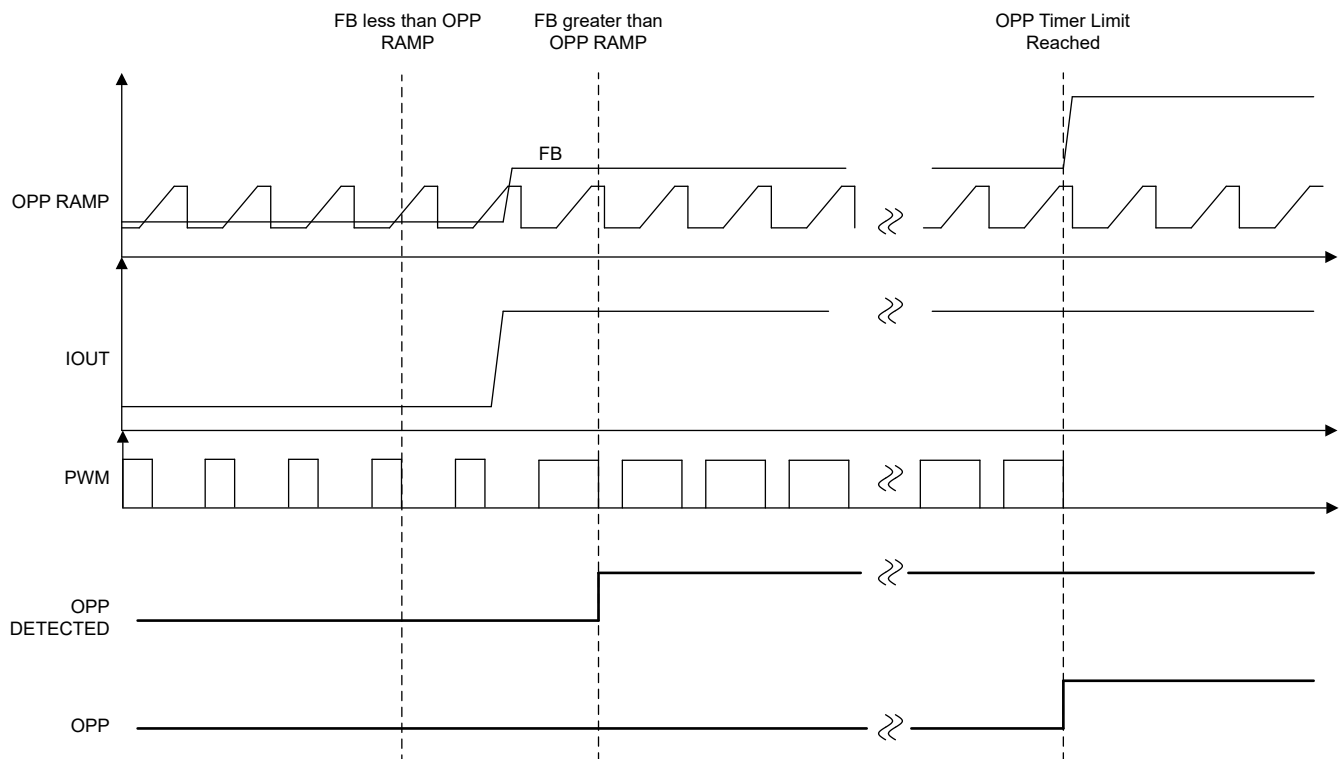 FB less than OPP
RAMP
FB greater than
OPP RAMP
OPP Timer Limit
Reached
FB
OPP RAMP
IOUT
PWM
OPP
DETECTED
OPP